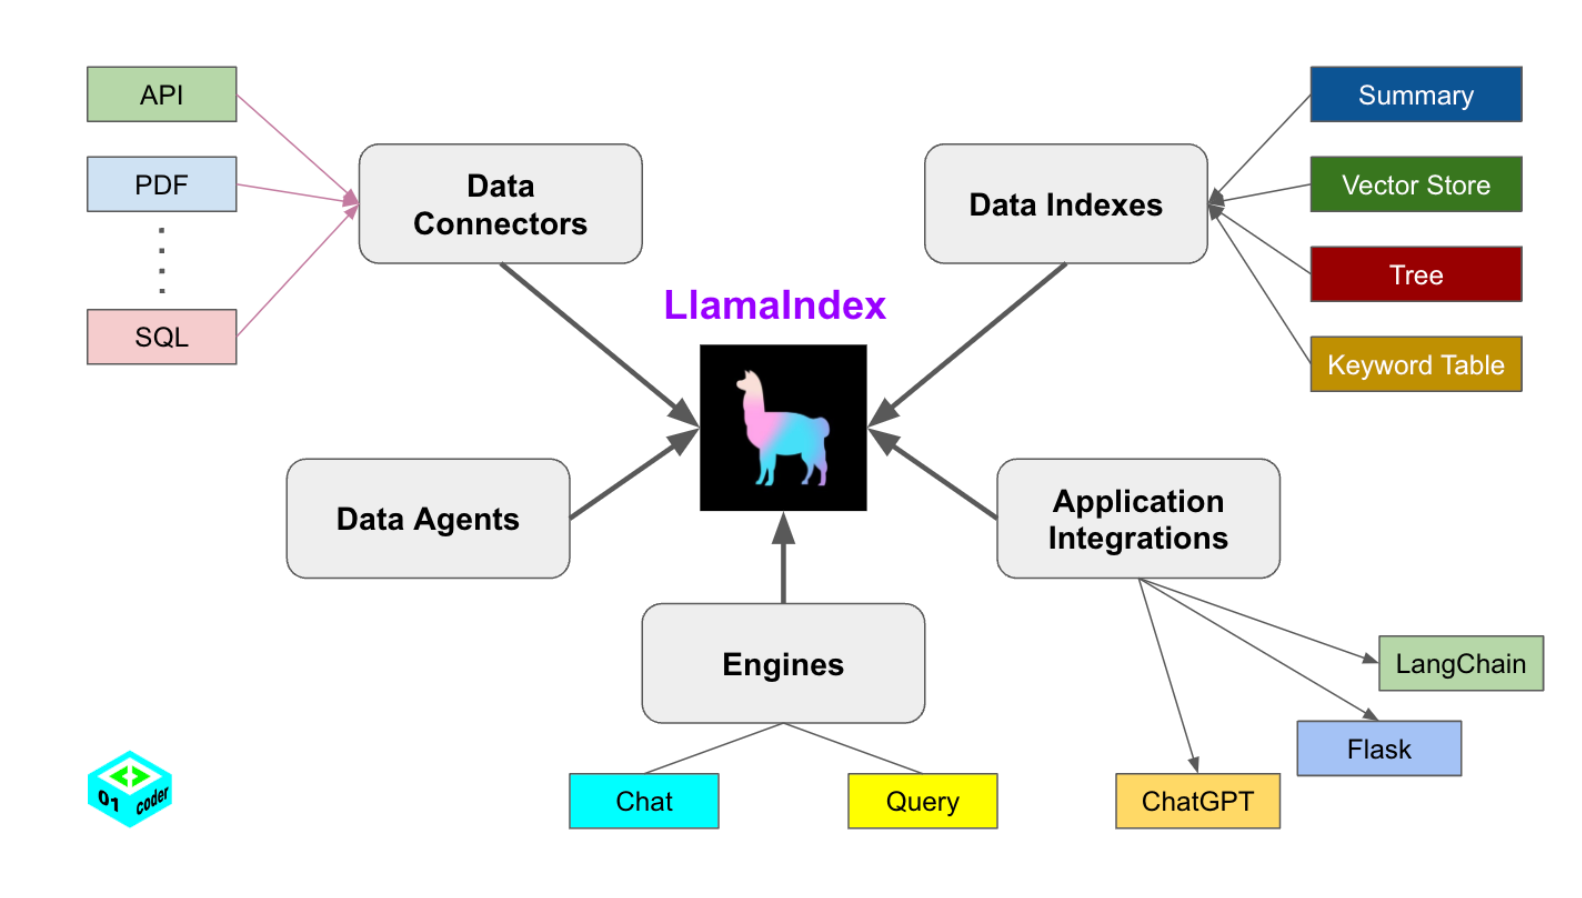 API
PDF
SQL
Data
Connectors
Data Indexes
Summary
Vector Store
Tree
Keyword Table
LlamaIndex
Data Agents
Application
Integrations
Engines
Chat
Query
LangChain
Flask
ChatGPT
01 coder